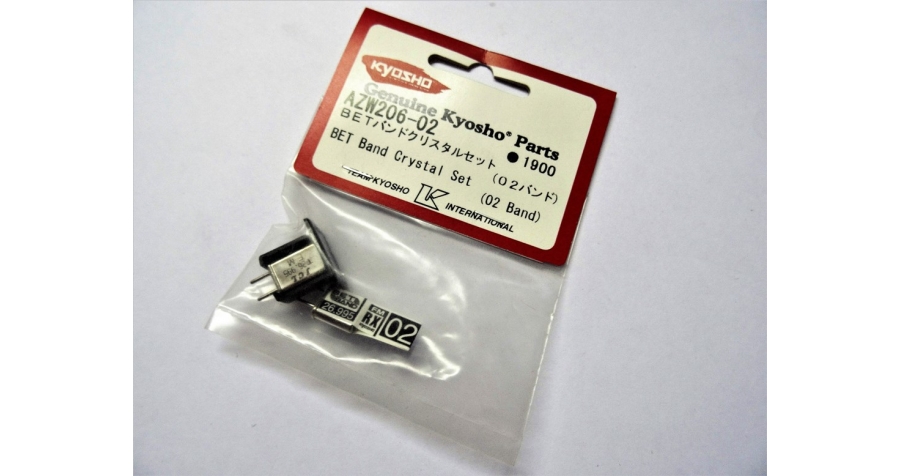 KYOSHO
Genuine Kyosho® Parts
AZW206-02
BETバンドクリスタルセット (02バンド)
●1900
BET Band Crystal Set (02 Band)
TEAM KYOSHO K INTERNATIONAL
26.995
FM
RX
02